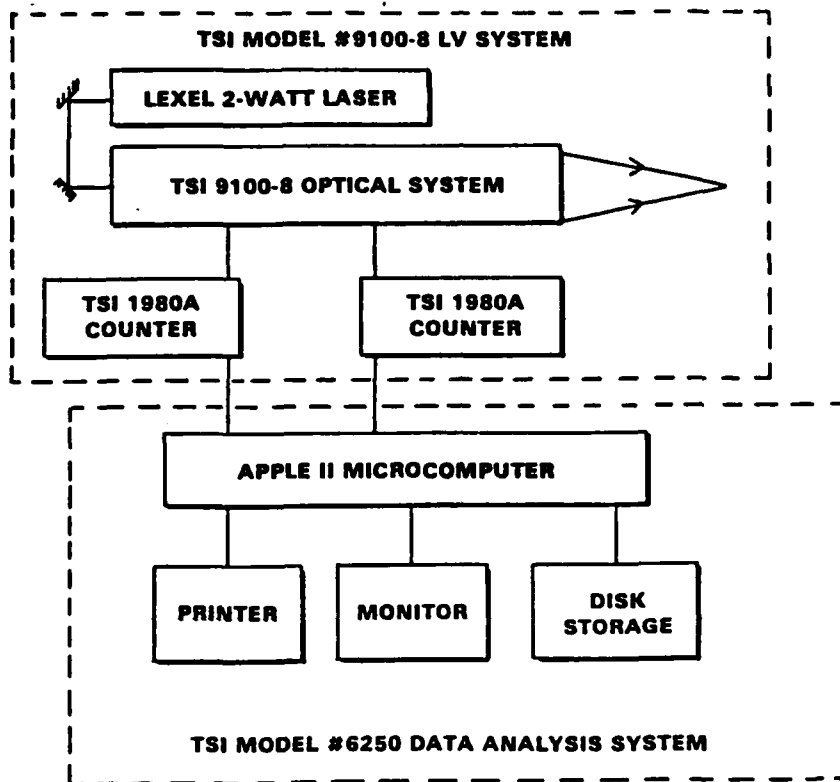 TSI MODEL #9100-8 LV SYSTEM
LEXEL 2-WATT LASER
TSI 9100-8 OPTICAL SYSTEM
TSI 1980A
COUNTER
TSI 1980A
COUNTER
APPLE II MICROCOMPUTER
PRINTER
MONITOR
DISK
STORAGE
TSI MODEL #6250 DATA ANALYSIS SYSTEM